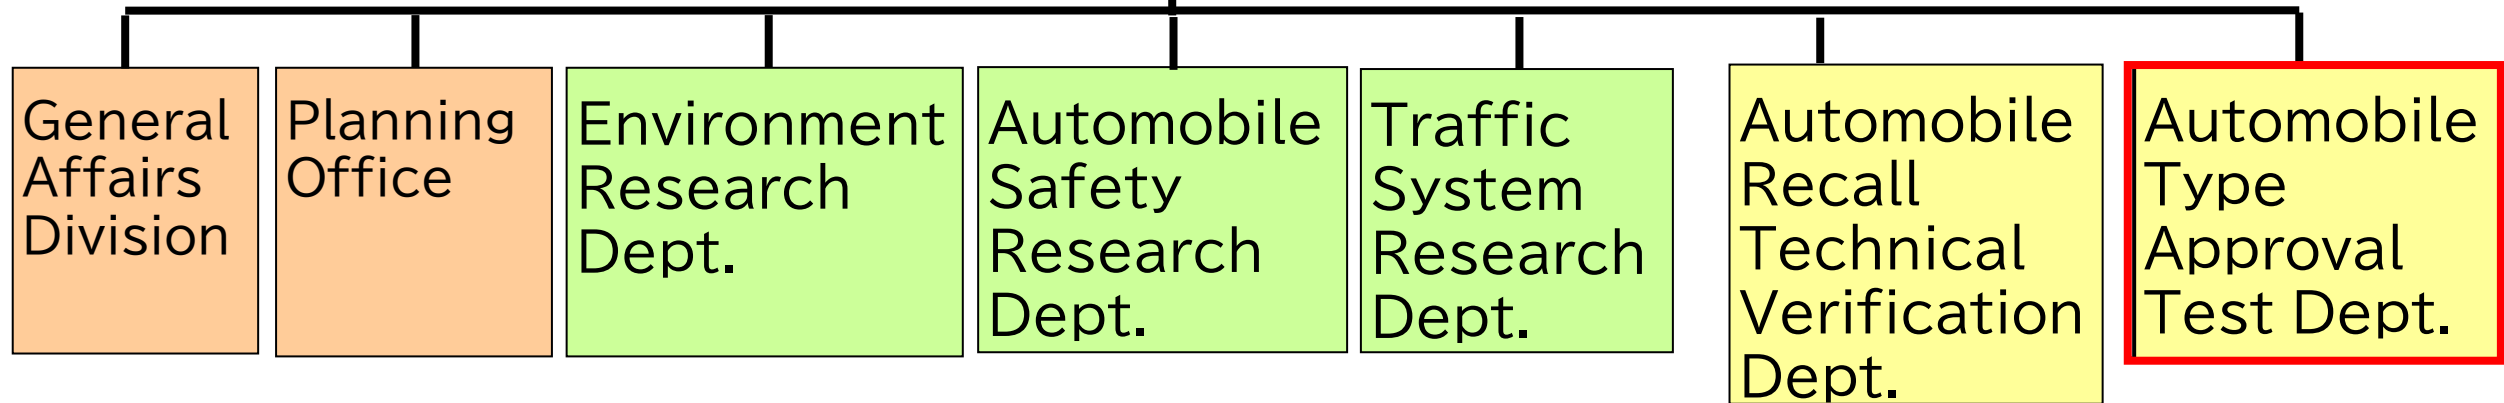 General
Affairs
Division
Planning
Office
Environment
Research
Dept.
Automobile
Safety
Research
Dept.
Traffic
System
Research
Dept.
Automobile
Recall
Technical
Verification
Dept.
Automobile
Type
Approval
Test Dept.